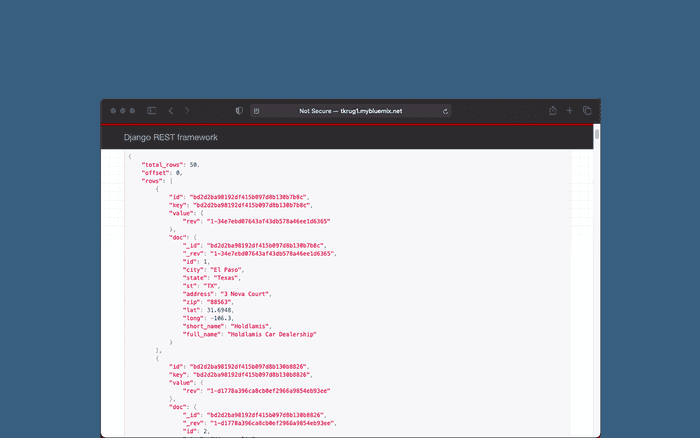 Not Secure — tkrug1.mybluemix.net
Django REST framework
{
"total_rows": 50,
"offset": 0,
"rows": [
{
"id": "bd2d2ba98192df415b097d8b130b7b8c",
"key": "bd2d2ba98192df415b097d8b130b7b8c",
"value": {
"rev": "1-34e7ebd07643af43db578a46ee1d6365"
},
"doc": {
"_id": "bd2d2ba98192df415b097d8b130b7b8c",
"_rev": "1-34e7ebd07643af43db578a46ee1d6365",
"id": 1,
"city": "El Paso",
"state": "Texas",
"st": "TX",
"address": "3 Nova Court",
"zip": "88563",
"lat": 31.6948,
"long": -106.3,
"short_name": "Holdlamis",
"full_name": "Holdlamis Car Dealership"
}
},
{
"id": "bd2d2ba98192df415b097d8b130b8826",
"key": "bd2d2ba98192df415b097d8b130b8826",
"value": {
"rev": "1-d1778a396ca8cb0ef2966a9854eb93ee"
},
"doc": {
"_id": "bd2d2ba98192df415b097d8b130b8826",
"_rev": "1-d1778a396ca8cb0ef2966a9854eb93ee",
"id": 2,